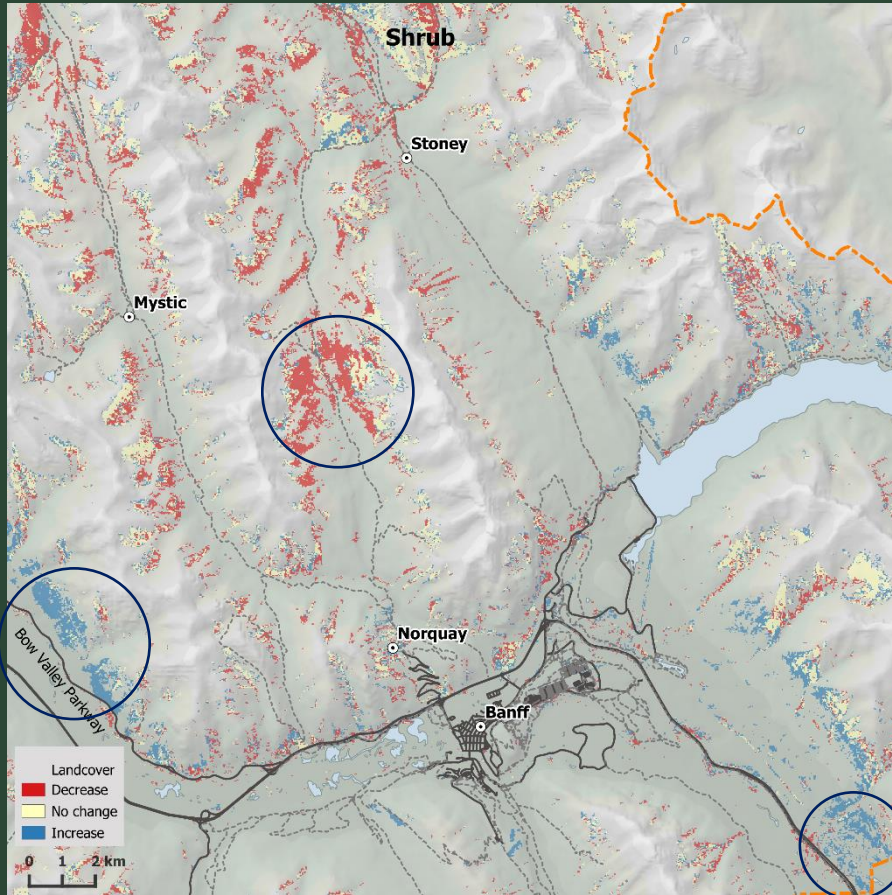 Shrub
Stoney
Mystic
Norquay
Bow Valley Parkway
Banff
Landcover
Decrease
No change
Increase
0 1 2 km